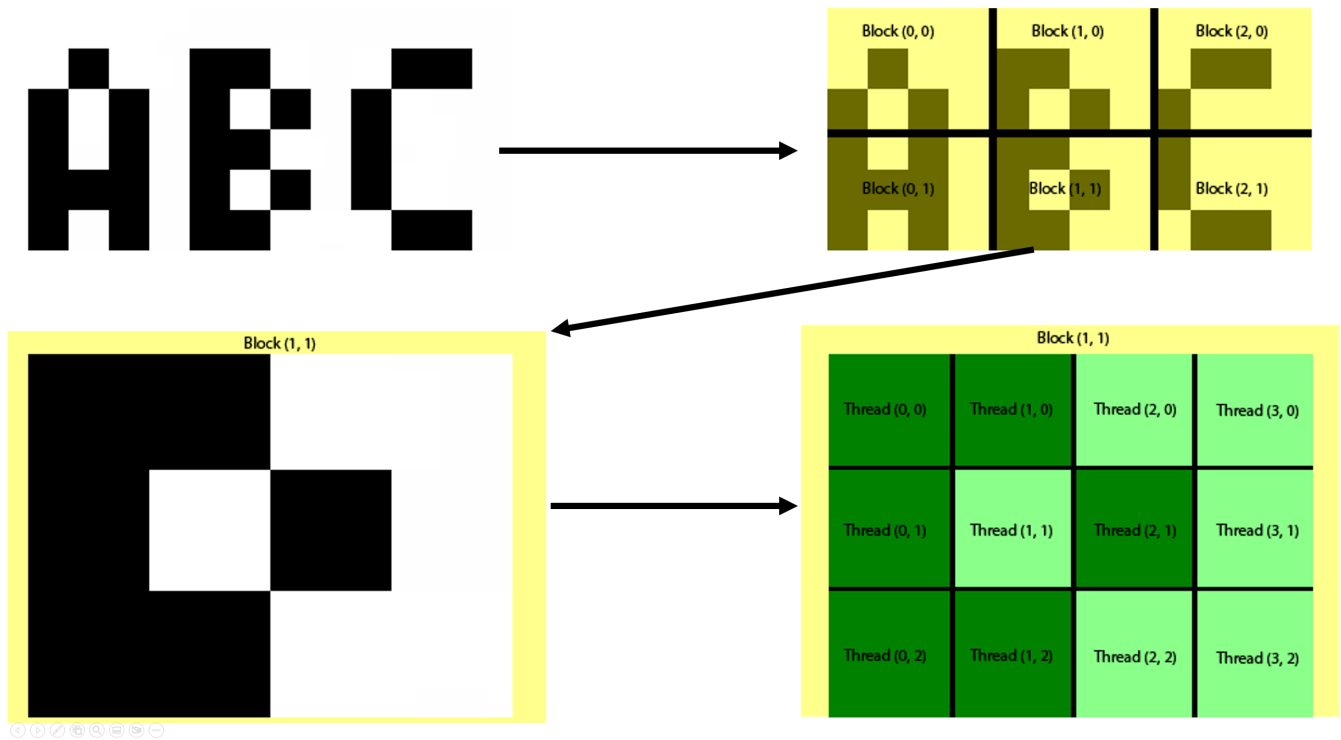 ABC
Block (0, 0)
Block (1, 0)
Block (2, 0)
Block (0, 1)
Block (1, 1)
Block (2, 1)
Block (1, 1)
Block (1, 1)
Thread (0, 0)
Thread (1, 0)
Thread (2, 0)
Thread (3, 0)
Thread (0, 1)
Thread (1, 1)
Thread (2, 1)
Thread (3, 1)
Thread (0, 2)
Thread (1, 2)
Thread (2, 2)
Thread (3, 2)